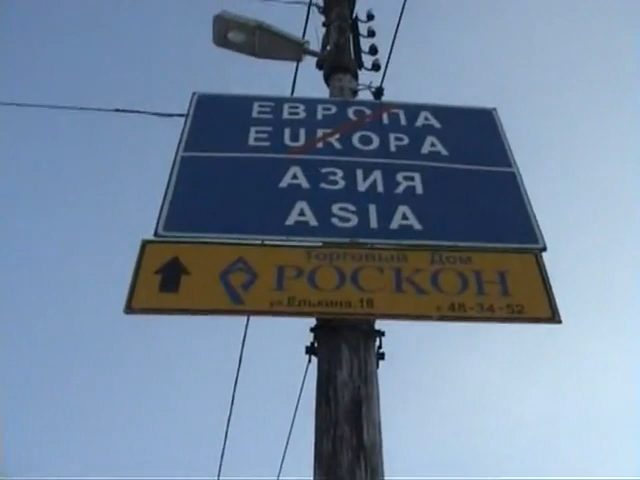 ЕВРОПА
EUROPA
АЗИЯ
ASIA
Торговый Дом
РОСКОН
ул.Елькина,18 т.48-34-52